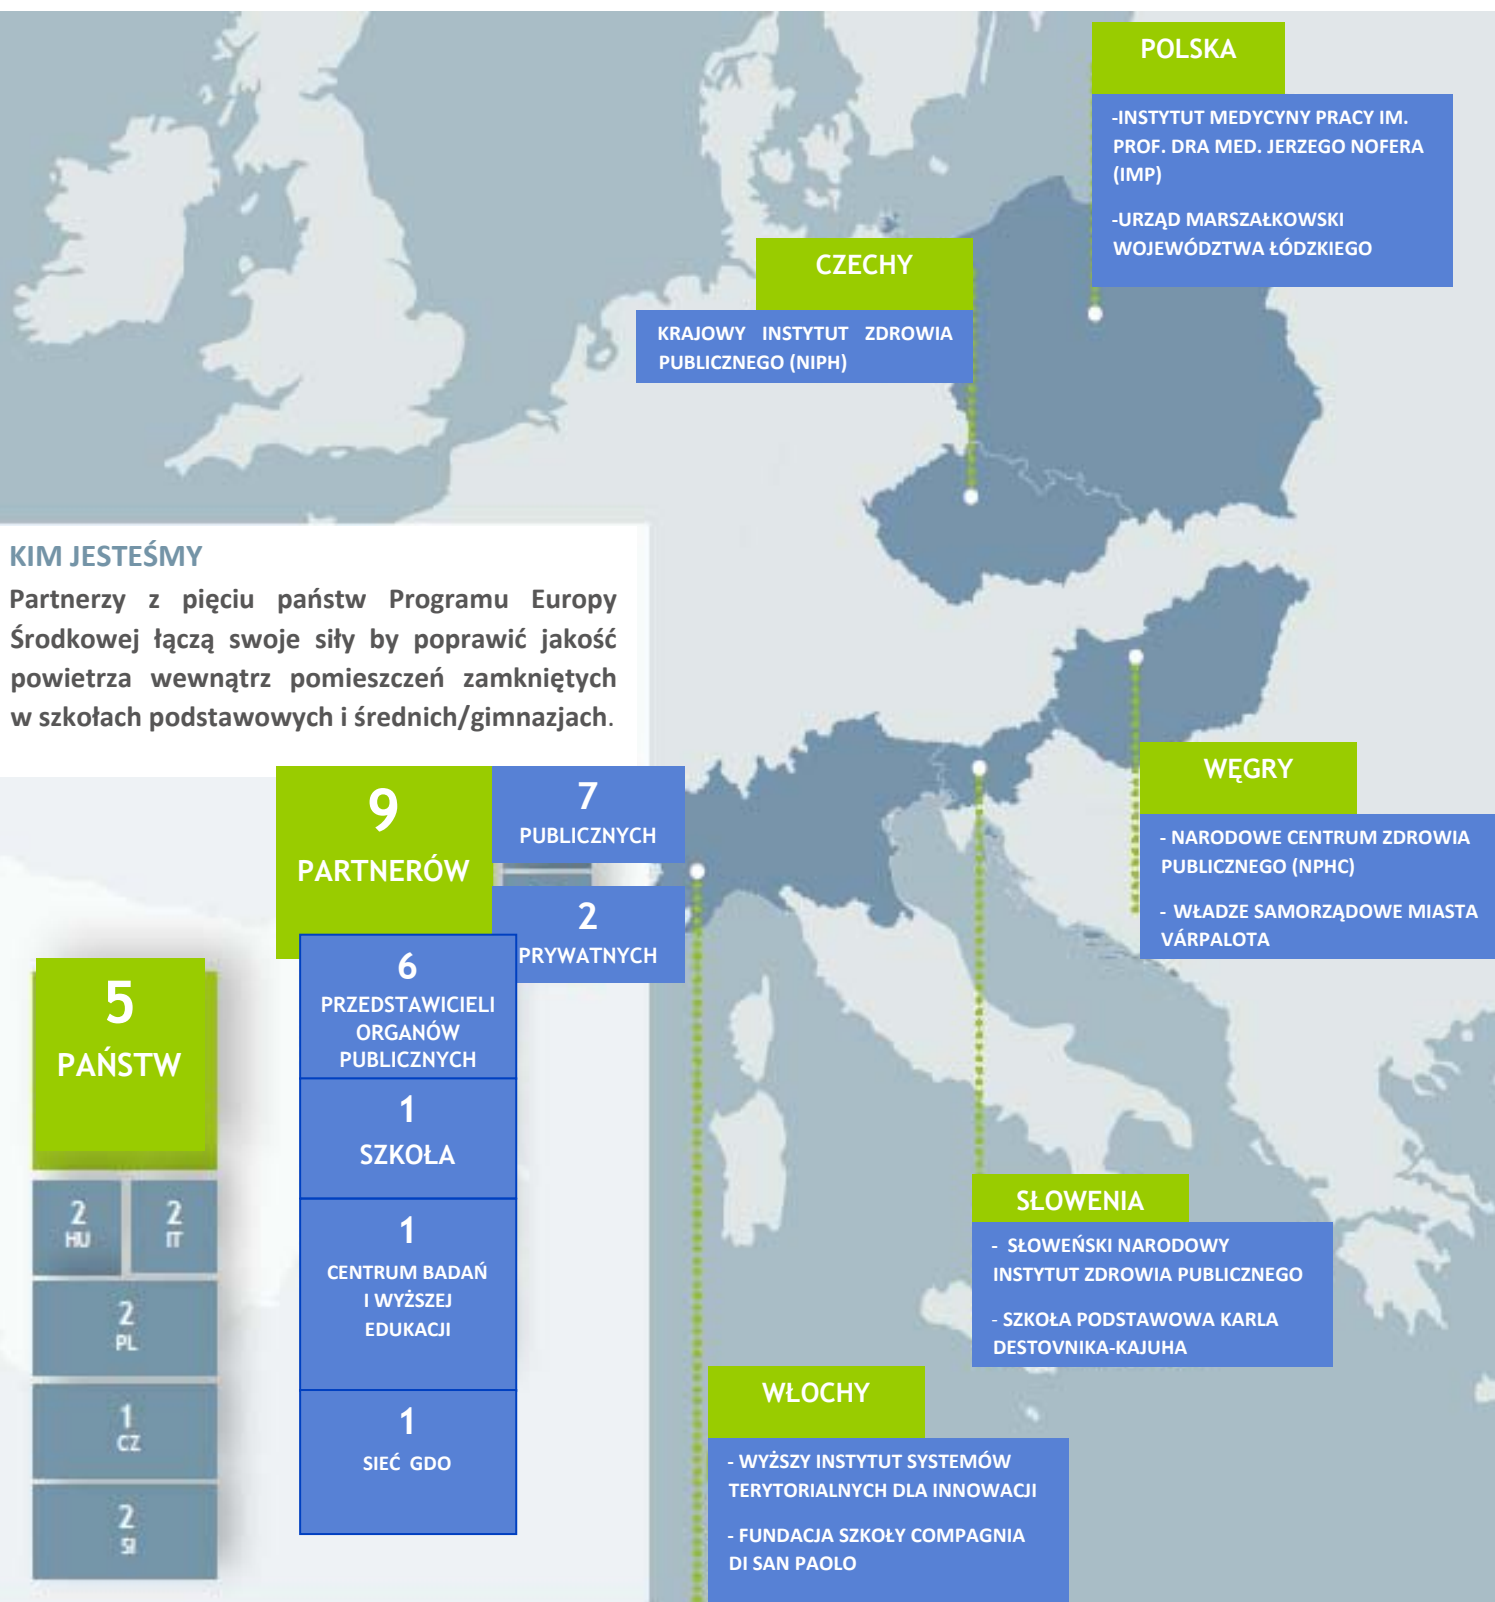 POLSKA
-INSTYTUT MEDYCYNY PRACY IM.
PROF. DRA MED. JERZEGO NOFERA
(IMP)
-URZĄD MARSZAŁKOWSKI
WOJEWÓDZTWA ŁÓDZKIEGO
CZECHY
KRAJOWY INSTYTUT ZDROWIA
PUBLICZNEGO (NIPH)
KIM JESTEŚMY
Partnerzy z pięciu państw Programu Europy
Środkowej łączą swoje siły by poprawić jakość
powietrza wewnątrz pomieszczeń zamkniętych
w szkołach podstawowych i średnich/gimnazjach.
WĘGRY
- NARODOWE CENTRUM ZDROWIA
PUBLICZNEGO (NPHC)
- WŁADZE SAMORZĄDOWE MIASTA
VÁRPALOTA
9
PARTNERÓW
7
PUBLICZNYCH
2
PRYWATNYCH
6
PRZEDSTAWICIELI
ORGANÓW
PUBLICZNYCH
1
SZKOŁA
1
CENTRUM BADAŃ
I WYŻSZEJ
EDUKACJI
1
SIEĆ GDO
5
PAŃSTW
2
HU
2
IT
2
PL
1
CZ
2
SI
SŁOWENIA
- SŁOWEŃSKI NARODOWY
INSTYTUT ZDROWIA PUBLICZNEGO
- SZKOŁA PODSTAWOWA KARLA
DESTOVNIKA-KAJUHA
WŁOCHY
- WYŻSZY INSTYTUT SYSTEMÓW
TERYTORIALNYCH DLA INNOWACJI
- FUNDACJA SZKOŁY COMPAGNIA
DI SAN PAOLO